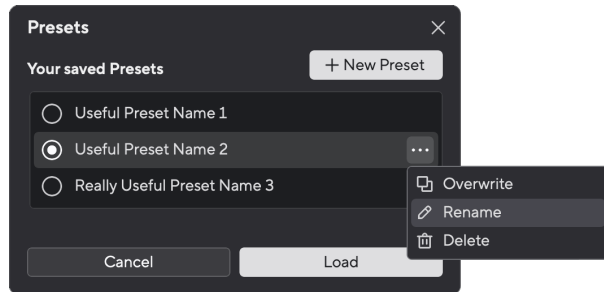 Presets
Your saved Presets
+ New Preset
Useful Preset Name 1
Useful Preset Name 2
Really Useful Preset Name 3
Overwrite
Rename
Delete
Cancel
Load